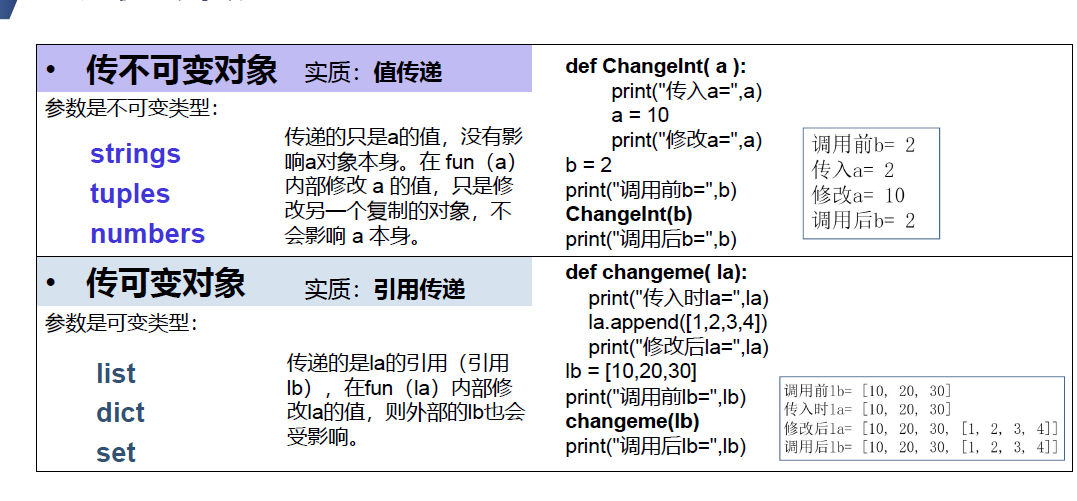 • 传不可变对象 实质：值传递
参数是不可变类型：
strings
tuples
numbers
传递的只是a的值，没有影
响a对象本身。在 fun（a）
内部修改 a 的值，只是修
改另一个复制的对象，不
会影响 a 本身。
def ChangeInt( a ):
print("传入a=",a)
a = 10
print("修改a=",a)
b = 2
print("调用前b=",b)
ChangeInt(b)
print("调用后b=",b)
调用前b= 2
传入a= 2
修改a= 10
调用后b= 2
• 传可变对象 实质：引用传递
参数是可变类型：
list
dict
set
传递的是la的引用（引用
lb），在fun（la）内部修
改la的值，则外部的lb也会
受影响。
def changeme( la):
print("传入时la=",la)
la.append([1,2,3,4])
print("修改后la=",la)
lb = [10,20,30]
print("调用前lb=",lb)
changeme(lb)
print("调用后lb=",lb)
调用前lb= [10, 20, 30]
传入时la= [10, 20, 30]
修改后la= [10, 20, 30, [1, 2, 3, 4]]
调用后lb= [10, 20, 30, [1, 2, 3, 4]]